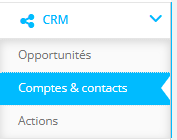 CRM
Opportunités
Comptes & contacts
Actions